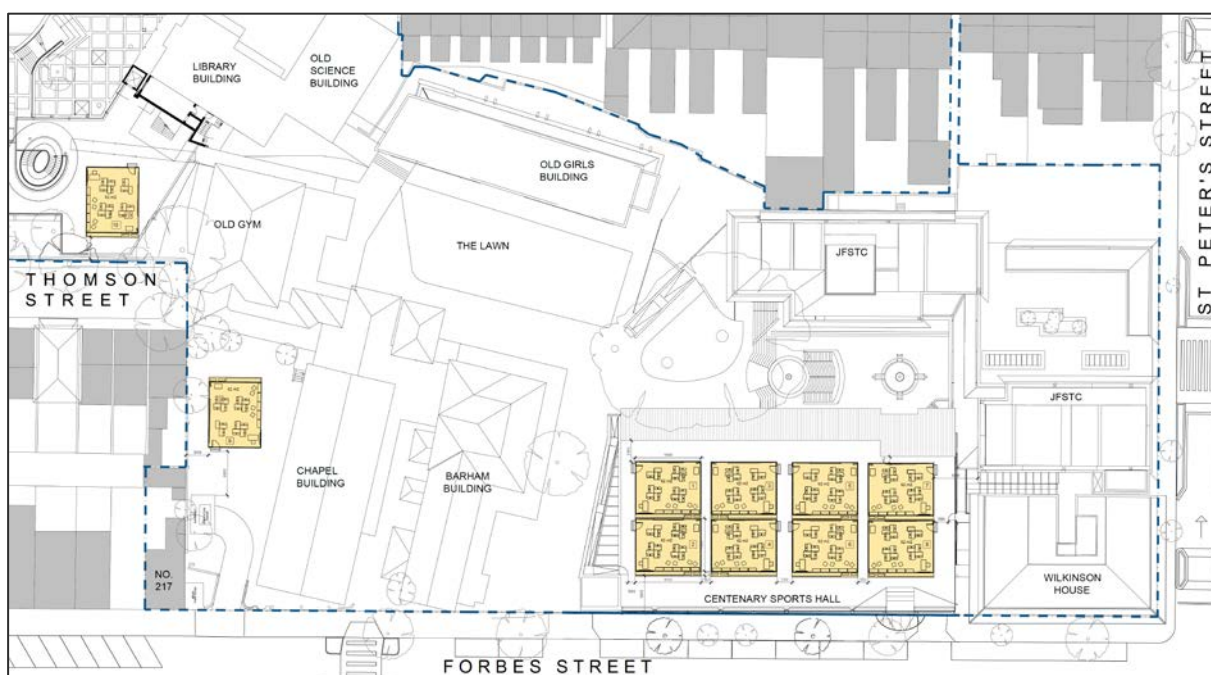 LIBRARY
BUILDING
OLD
SCIENCE
BUILDING
OLD GIRLS
BUILDING
OLD GYM
THE LAWN
JFSTC
THOMSON
STREET
ST PETER'S STREET
JFSTC
CHAPEL
BUILDING
BARHAM
BUILDING
NO.
217
CENTENARY SPORTS HALL
WILKINSON
HOUSE
FORBES STREET